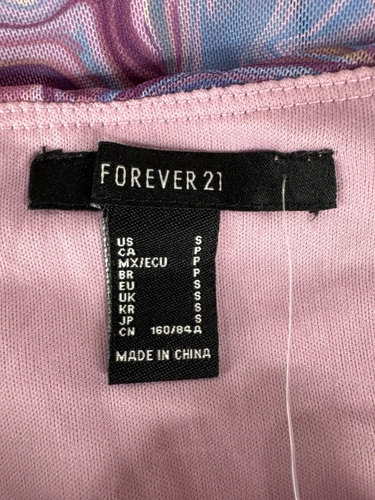 FOREVER 21
US S
CA P
MX/ECU P
BR P
EU S
UK S
KR S
JP S
CN 160/84A
MADE IN CHINA